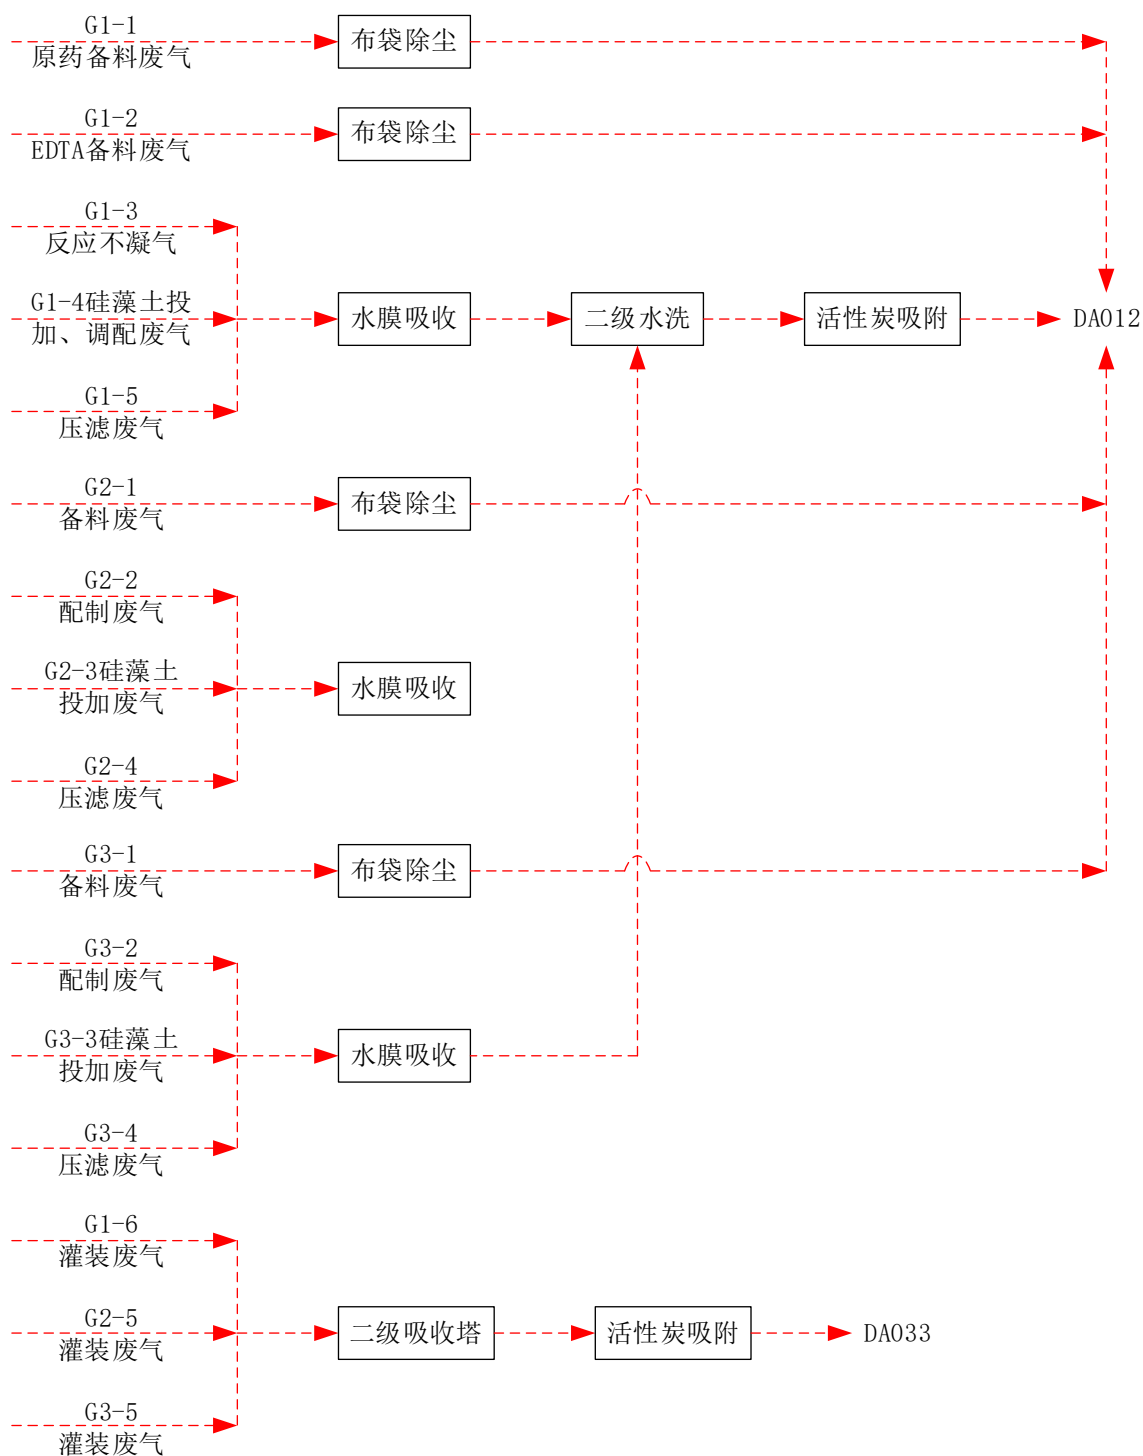 G1-1
原药备料废气
布袋除尘
G1-2
EDTA备料废气
布袋除尘
G1-3
反应不凝气
G1-4硅藻土投
加、调配废气
水膜吸收
二级水洗
活性炭吸附
DA012
G1-5
压滤废气
G2-1
备料废气
布袋除尘
G2-2
配制废气
G2-3硅藻土
投加废气
水膜吸收
G2-4
压滤废气
G3-1
备料废气
布袋除尘
G3-2
配制废气
G3-3硅藻土
投加废气
水膜吸收
G3-4
压滤废气
G1-6
灌装废气
G2-5
灌装废气
二级吸收塔
活性炭吸附
DA033
G3-5
灌装废气